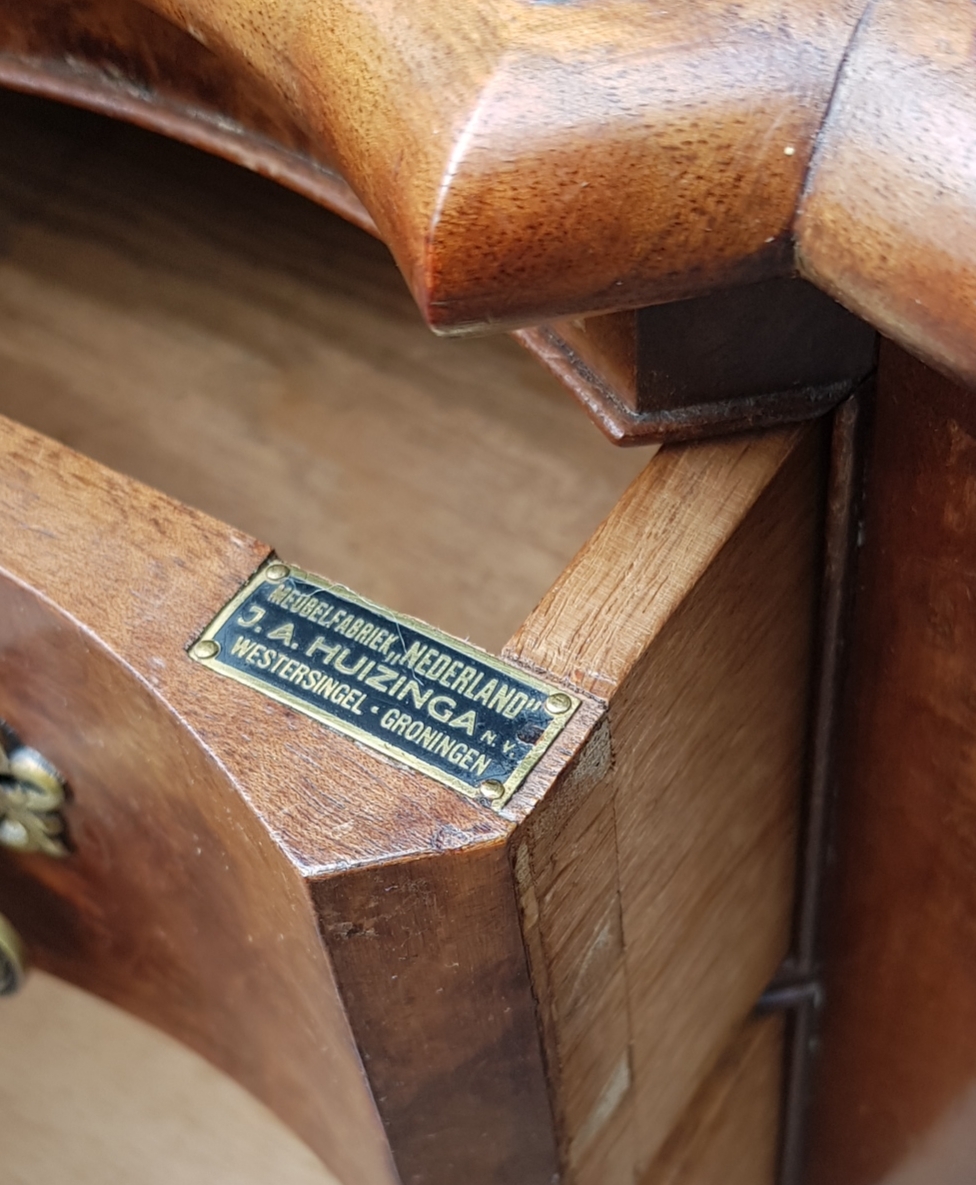 MEUBELFABRIEK „NEDERLAND"
J. A. HUIZINGA N.V.
WESTERSINGEL - GRONINGEN